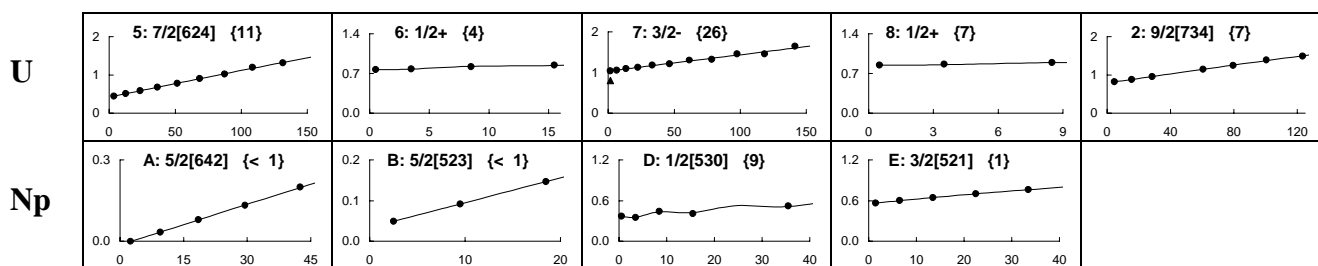 U
5: 7/2[624] {11}
2
1
0
0 50 100 150
6: 1/2+ {4}
1.4
0.7
0.0
0 5 10 15
7: 3/2- {26}
2
1
0
0 50 100 150
8: 1/2+ {7}
1.4
0.7
0.0
0 3 6 9
2: 9/2[734] {7}
2
1
0
0 40 80 120
Np
A: 5/2[642] {< 1}
0.3
0.0
0 15 30 45
B: 5/2[523] {< 1}
0.2
0.1
0.0
0 10 20
D: 1/2[530] {9}
1.2
0.6
0.0
0 10 20 30 40
E: 3/2[521] {1}
1.2
0.6
0.0
0 10 20 30 40